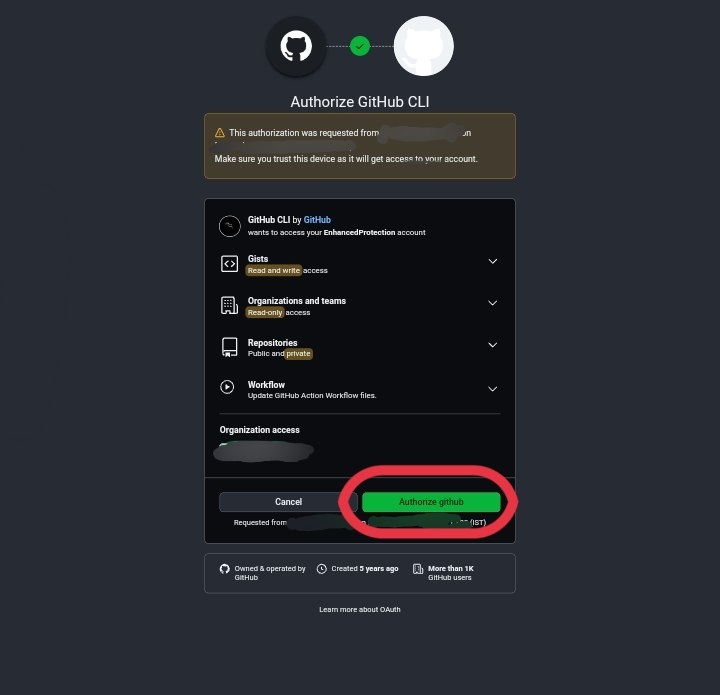 Authorize GitHub CLI
This authorization was requested from on
Make sure you trust this device as it will get access to your account.
GitHub CLI by GitHub
wants to access your EnhancedProtection account
Gists
Read and write access
Organizations and teams
Read-only access
Repositories
Public and private
Workflow
Update GitHub Action Workflow files.
Organization access
Cancel
Authorize github
Requested from (IST)
Owned & operated by
GitHub
Created 5 years ago
More than 1K
GitHub users
Learn more about OAuth